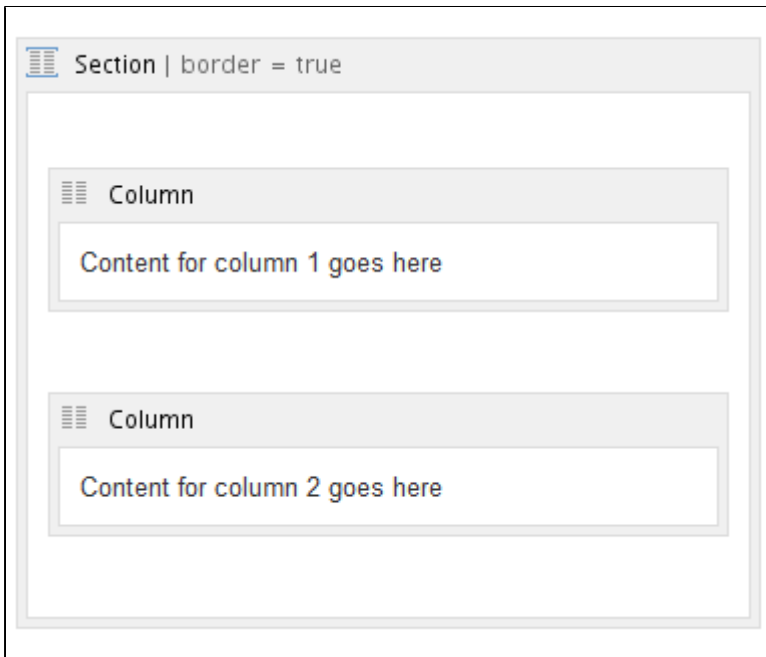 Section | border = true
Column
Content for column 1 goes here
Column
Content for column 2 goes here